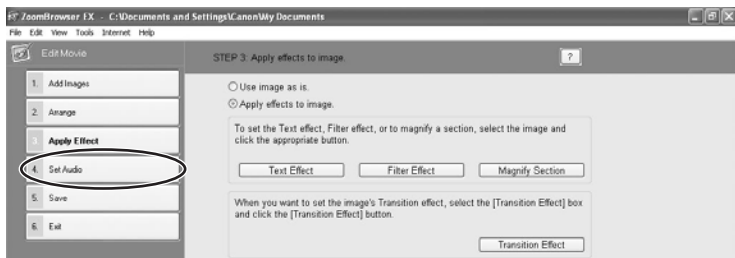 ZoomBrowser EX - C:\Documents and Settings\Canon\My Documents
File Edit View Tools Internet Help
Edit Movie
STEP 3: Apply effects to image.
?
1. Add Images
2. Arrange
3. Apply Effect
4. Set Audio
5. Save
6. Exit
Use image as is.
Apply effects to image.
To set the Text effect, Filter effect, or to magnify a section, select the image and
click the appropriate button.
Text Effect Filter Effect Magnify Section
When you want to set the image's Transition effect, select the [Transition Effect] box
and click the [Transition Effect] button.
Transition Effect